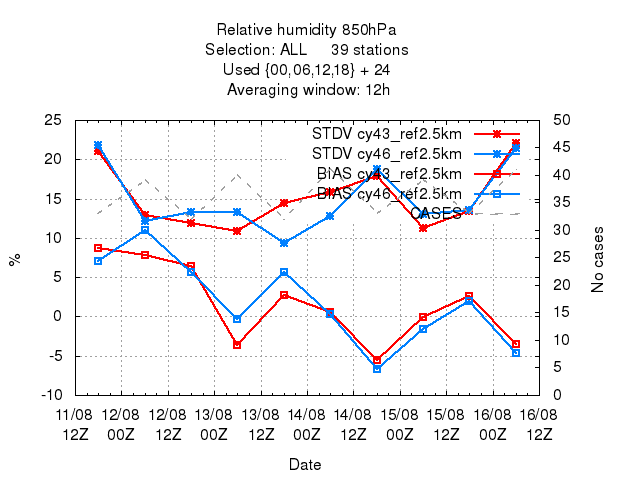 Relative humidity 850hPa
Selection: ALL     39 stations
Used {00,06,12,18} + 24
Averaging window: 12h
STDV cy43_ref2.5km
STDV cy46_ref2.5km
BIAS cy43_ref2.5km
BIAS cy46_ref2.5km
CASES
25
20
15
10
5
0
-5
-10
%
50
45
40
35
30
25
20
15
10
5
0
No cases
11/08 12/08 12/08 13/08 13/08 14/08 14/08 15/08 15/08 16/08 16/08
12Z 00Z 12Z 00Z 12Z 00Z 12Z 00Z 12Z 00Z 12Z
Date